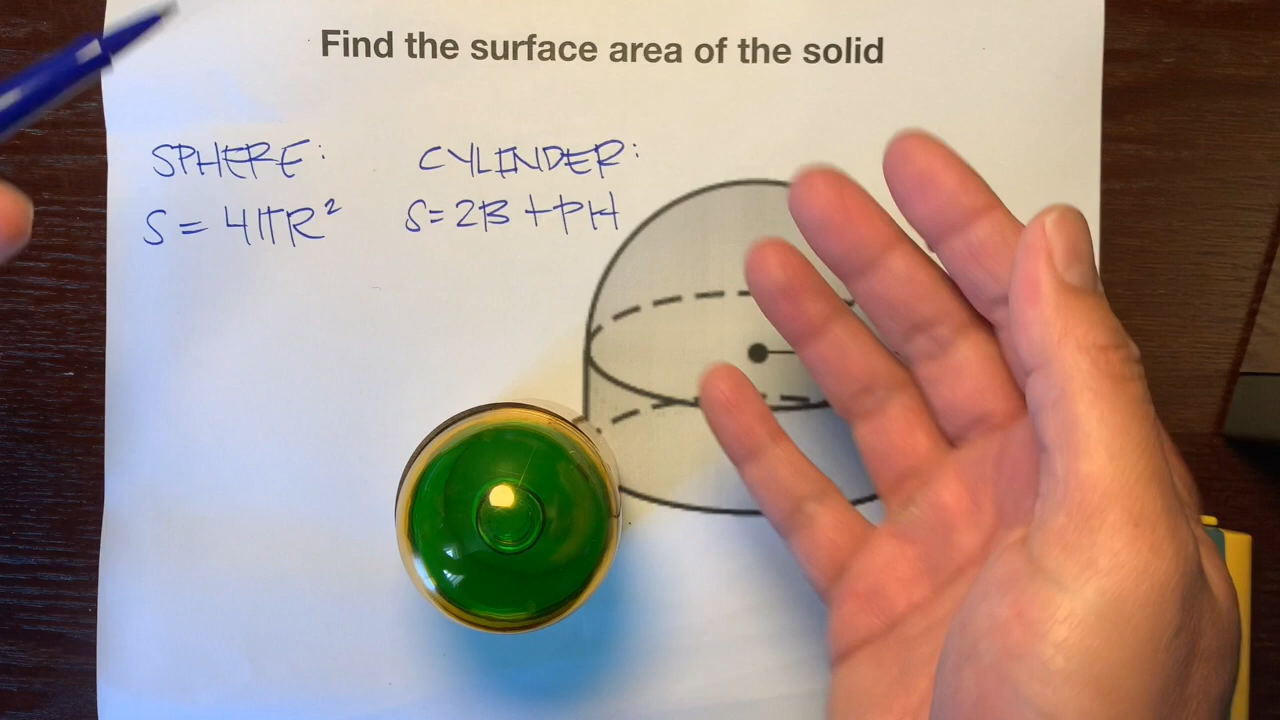 Find the surface area of the solid
SPHERE: CYLINDER:
S = 4πR² S=2B+PH